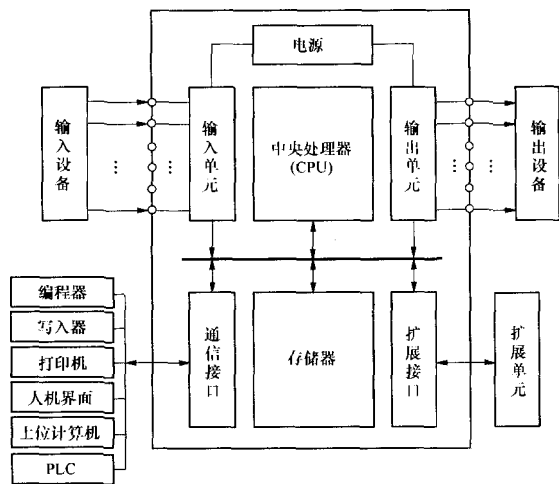 电源
输入设备
输入单元
中央处理器
(CPU)
输出单元
输出设备
编程器
写入器
打印机
人机界面
上位计算机
PLC
通信接口
存储器
扩展接口
扩展单元